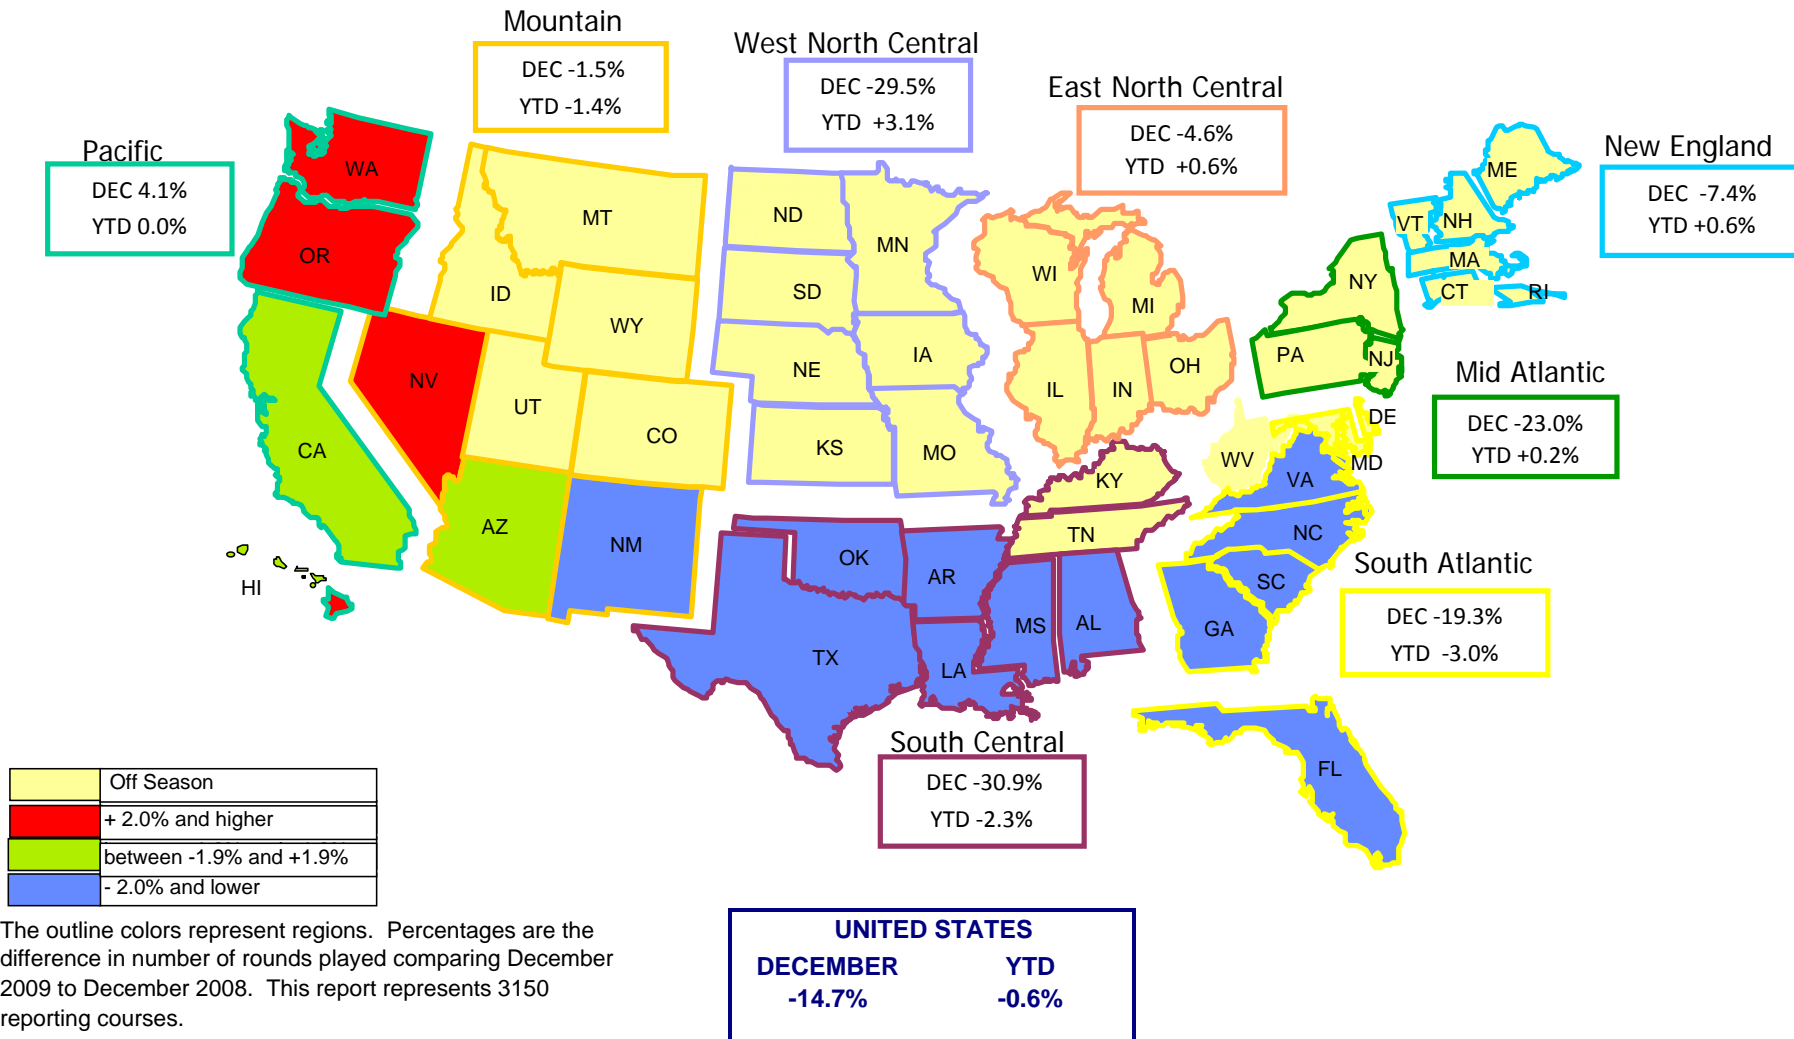 Mountain
DEC -1.5%
YTD -1.4%
West North Central
DEC -29.5%
YTD +3.1%
East North Central
DEC -4.6%
YTD +0.6%
New England
DEC -7.4%
YTD +0.6%
Pacific
DEC 4.1%
YTD 0.0%
WA
OR
CA
HI
NV
ID
MT
WY
UT
CO
AZ
NM
ND
SD
NE
KS
MN
IA
MO
WI
MI
IL
IN
OH
KY
TN
OK
AR
TX
LA
MS
AL
ME
VT
NH
MA
CT
RI
NY
PA
NJ
DE
MD
WV
VA
NC
SC
GA
FL
Mid Atlantic
DEC -23.0%
YTD +0.2%
South Atlantic
DEC -19.3%
YTD -3.0%
South Central
DEC -30.9%
YTD -2.3%
Off Season
+ 2.0% and higher
between -1.9% and +1.9%
- 2.0% and lower
The outline colors represent regions. Percentages are the
difference in number of rounds played comparing December
2009 to December 2008. This report represents 3150
reporting courses.
UNITED STATES
DECEMBER YTD
-14.7% -0.6%